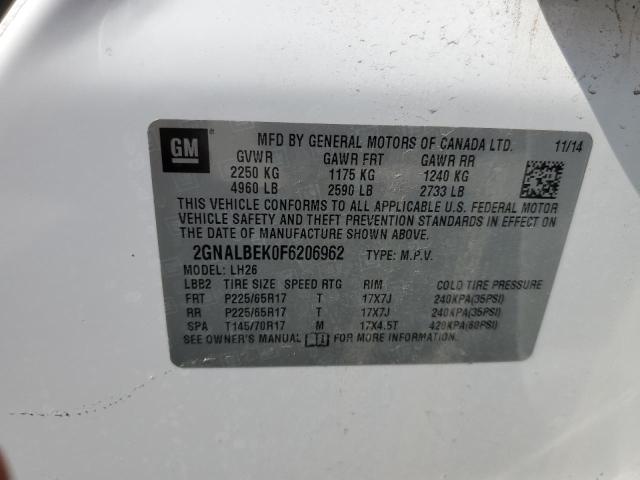 GM
MFD BY GENERAL MOTORS OF CANADA LTD. 11/14
GVWR GAWR FRT GAWR RR
2250 KG 1175 KG 1240 KG
4960 LB 2590 LB 2733 LB
THIS VEHICLE CONFORMS TO ALL APPLICABLE U.S. FEDERAL MOTOR
VEHICLE SAFETY AND THEFT PREVENTION STANDARDS IN EFFECT ON
THE DATE OF MANUFACTURE SHOWN ABOVE.
2GNALBEK0F6206962 TYPE: M.P.V.
MODEL: LH26
LBB2 TIRE SIZE SPEED RTG RIM COLD TIRE PRESSURE
FRT P225/65R17 T 17X7J 240KPA(35PSI)
RR P225/65R17 T 17X7J 240KPA(35PSI)
SPA T145/70R17 M 17X4.5T 420KPA(60PSI)
SEE OWNER'S MANUAL FOR MORE INFORMATION.